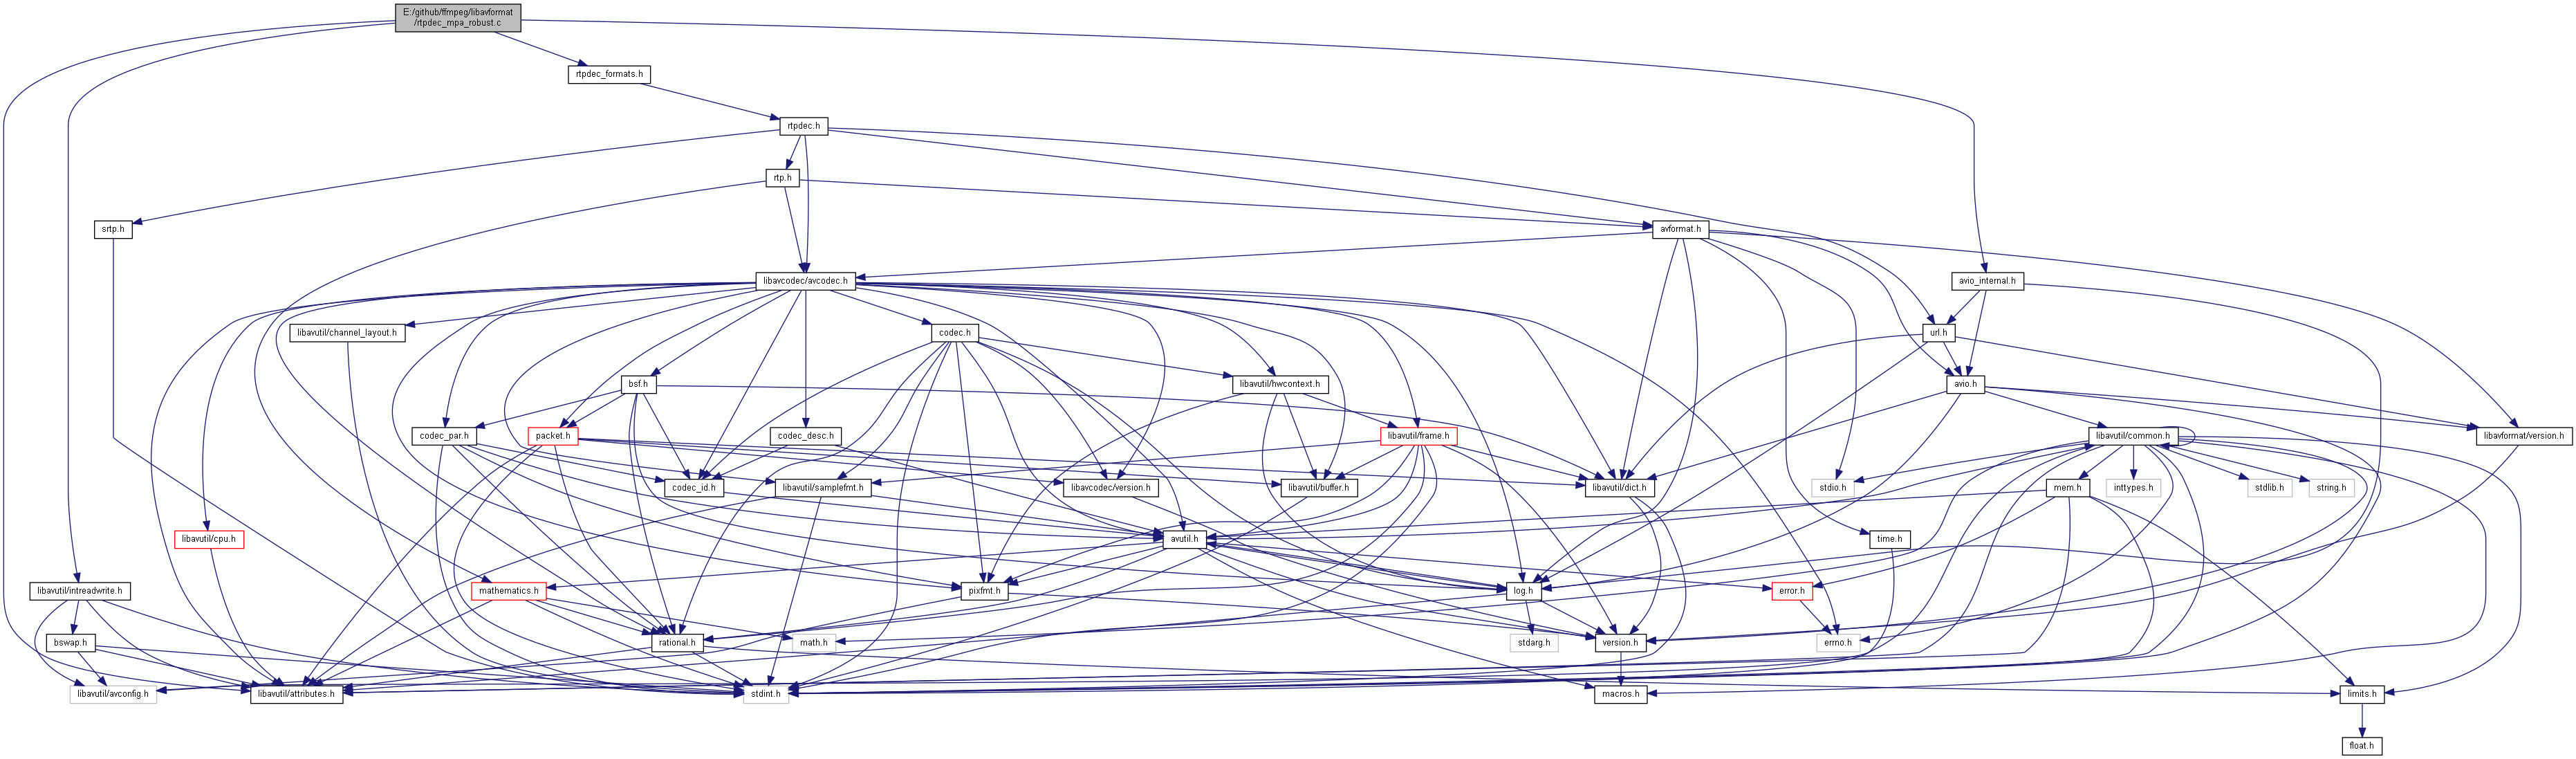 E:/github/ffmpeg/libavformat
/rtpdec_mpa_robust.c
rtpdec_formats.h
rtpdec.h
rtp.h
srtp.h
avformat.h
libavcodec/avcodec.h
avio_internal.h
libavutil/channel_layout.h
codec.h
url.h
bsf.h
libavutil/hwcontext.h
avio.h
codec_par.h
packet.h
codec_desc.h
libavutil/frame.h
libavutil/common.h
libavformat/version.h
codec_id.h
libavutil/samplefmt.h
libavcodec/version.h
libavutil/buffer.h
libavutil/dict.h
stdio.h
mem.h
inttypes.h
stdlib.h
string.h
libavutil/cpu.h
avutil.h
time.h
libavutil/intreadwrite.h
mathematics.h
pixfmt.h
log.h
error.h
bswap.h
rational.h
math.h
stdarg.h
version.h
errno.h
libavutil/avconfig.h
libavutil/attributes.h
stdint.h
macros.h
limits.h
float.h